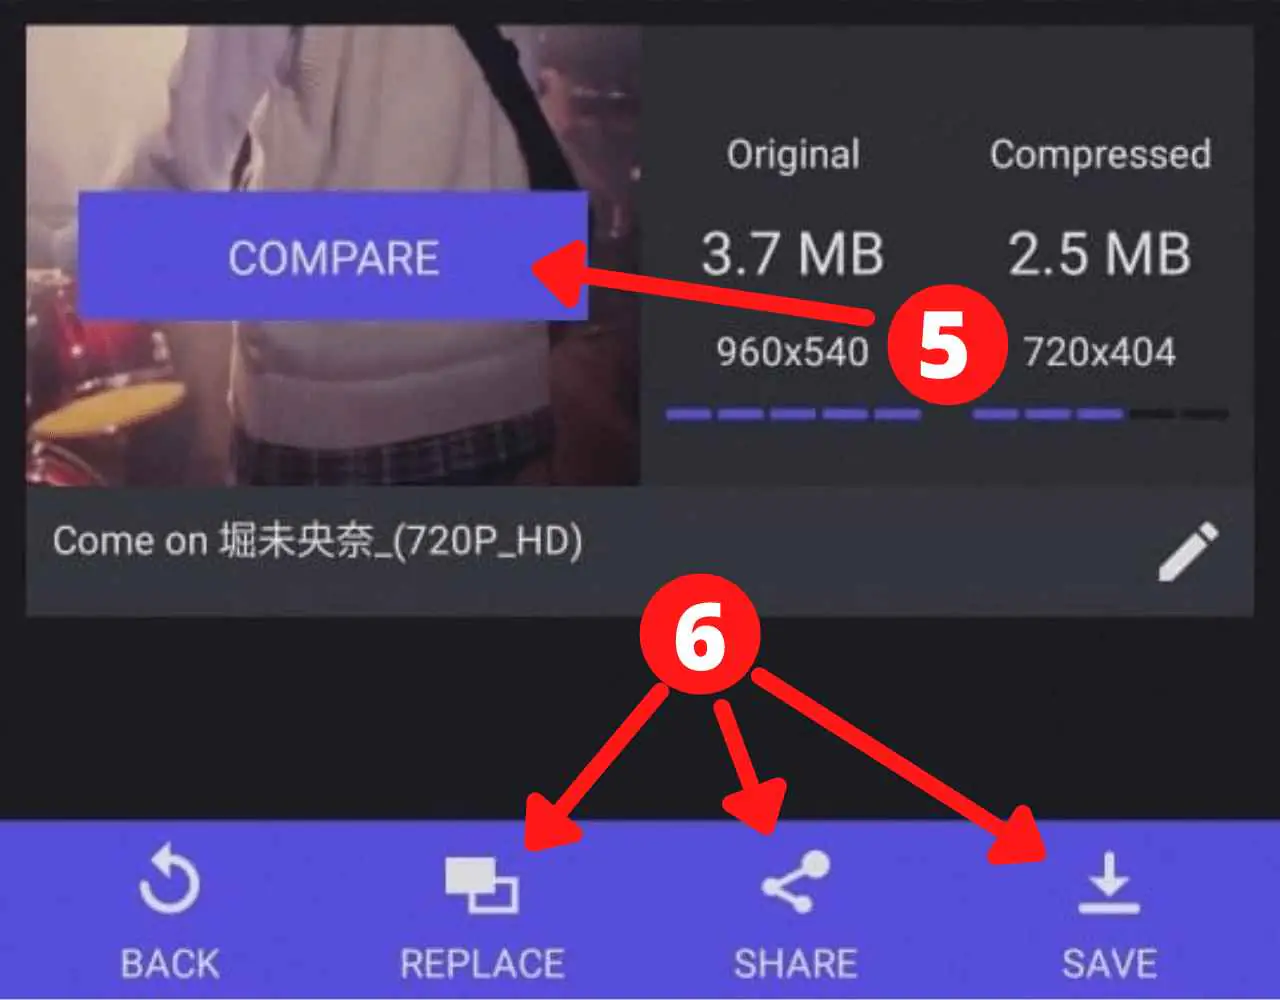 Original Compressed
COMPARE 3.7 MB 2.5 MB
960x540 5 720x404
Come on 堀未央奈_(720P_HD)
6
BACK REPLACE SHARE SAVE